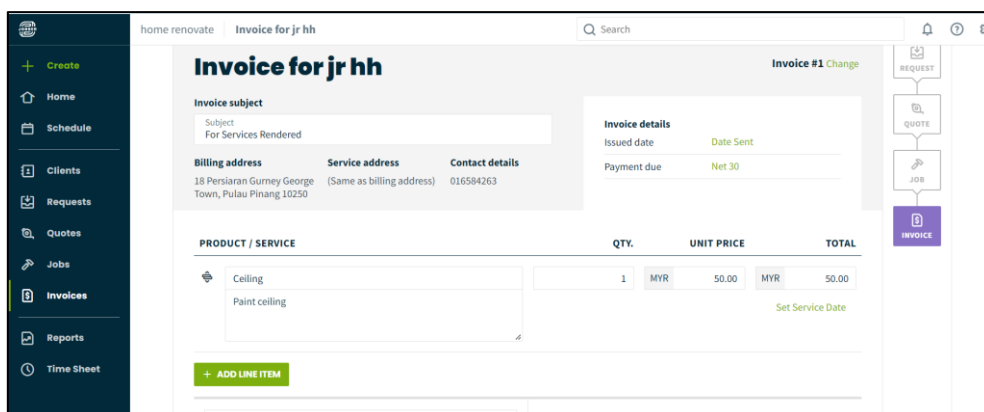 home renovate
Invoice for jr hh
Search
Create
Home
Schedule
Clients
Requests
Quotes
Jobs
Invoices
Reports
Time Sheet
Invoice for jr hh
Invoice #1 Change
Invoice subject
Subject
For Services Rendered
Billing address
18 Persiaran Gurney George
Town, Pulau Pinang 10250
Service address
(Same as billing address)
Contact details
016584263
Invoice details
Issued date Date Sent
Payment due Net 30
REQUEST
QUOTE
JOB
INVOICE
PRODUCT / SERVICE QTY. UNIT PRICE TOTAL
Ceiling 1 MYR 50.00 MYR 50.00
Paint ceiling
Set Service Date
+ ADD LINE ITEM